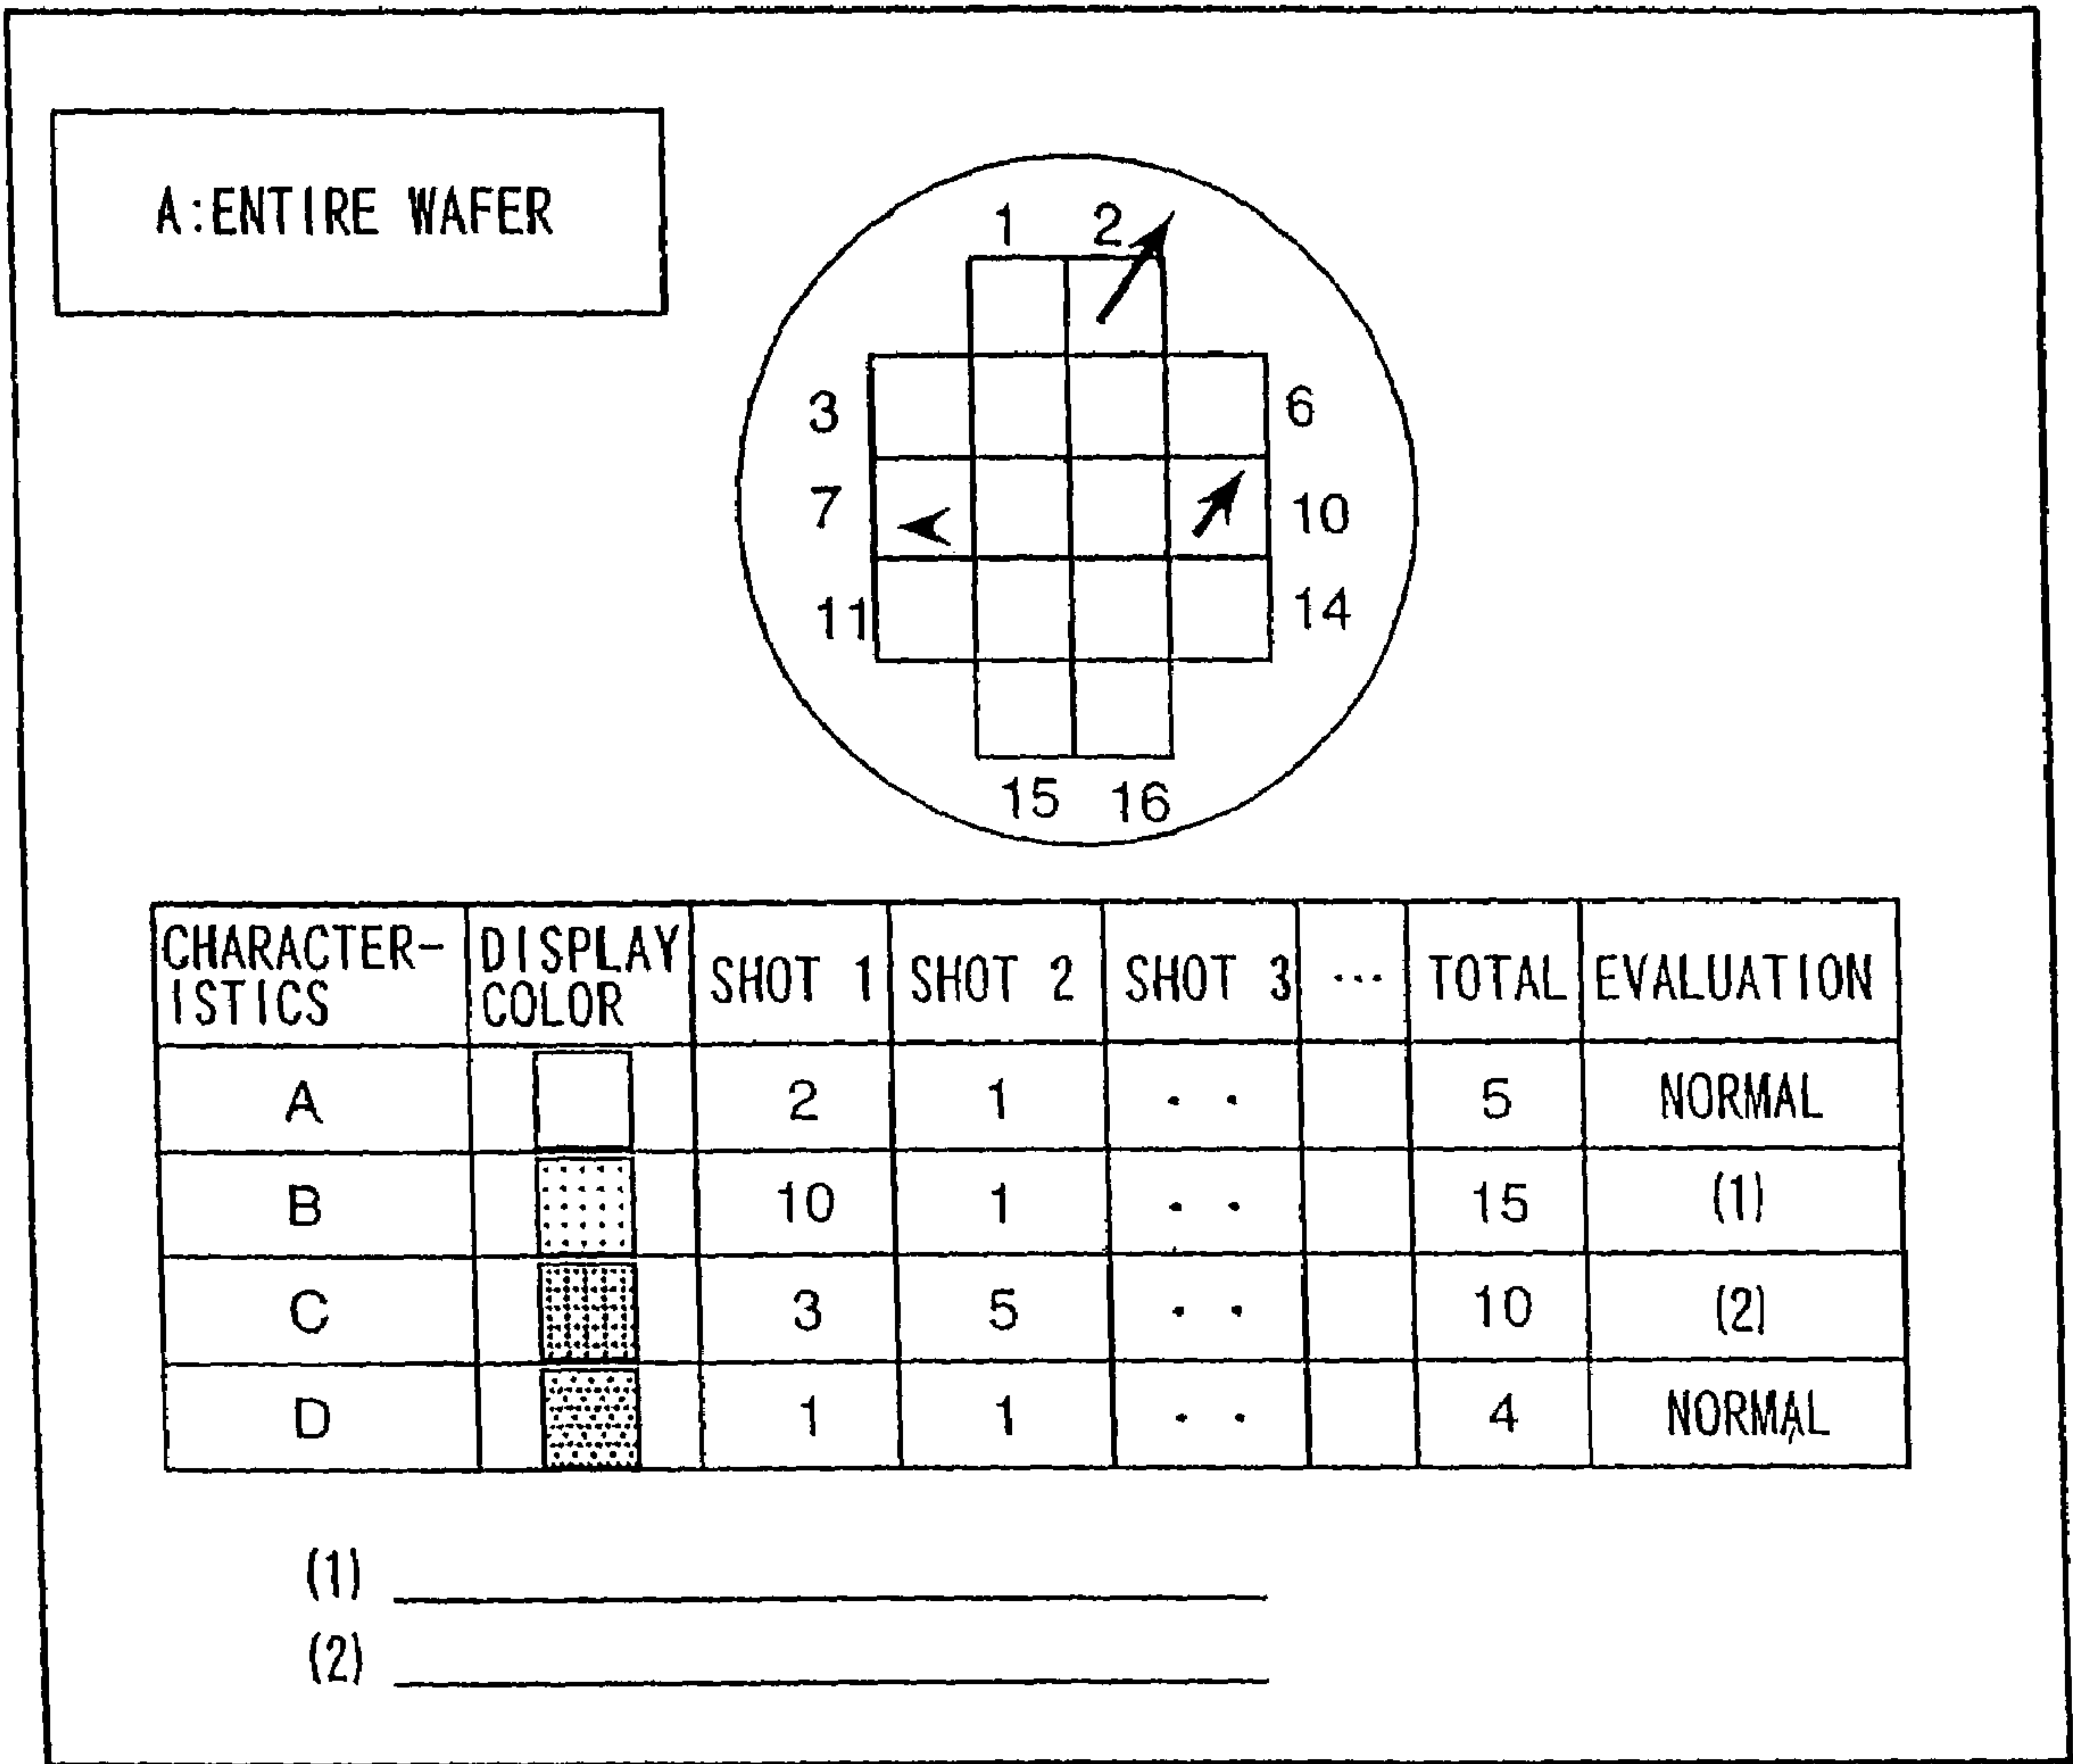 A:ENTIRE WAFER
1 2
3 6
7 10
11 14
15 16
CHARACTER- DISPLAY SHOT 1 SHOT 2 SHOT 3 ... TOTAL EVALUATION
ISTICS COLOR
A 2 1 . . 5 NORMAL
B 10 1 . . 15 (1)
C 3 5 . . 10 (2)
D 1 1 . . 4 NORMAL
(1)
(2)